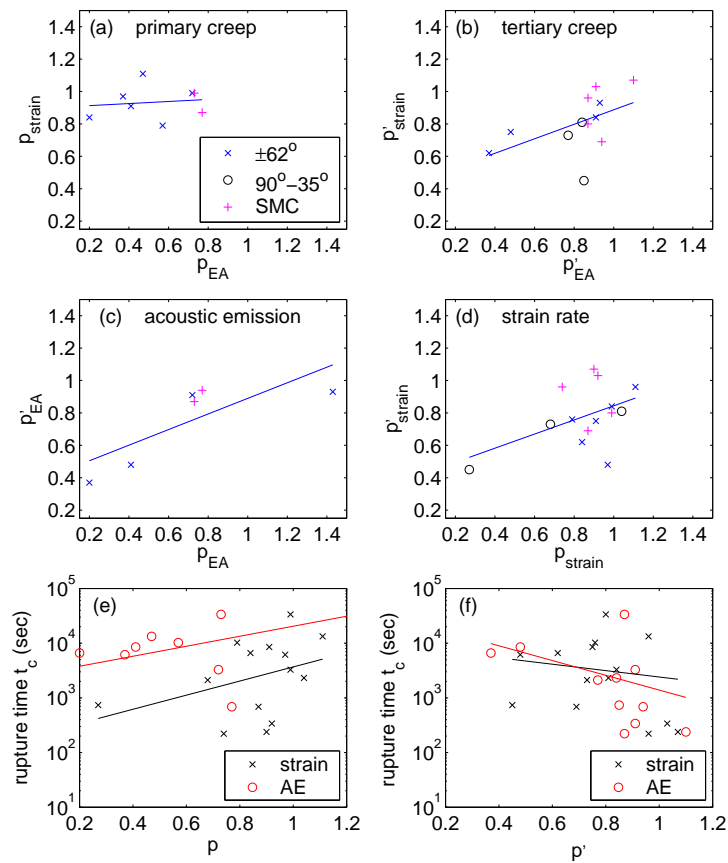 (a) primary creep
1.4
1.2
1
0.8
0.6
0.4
0.2
p_strain
0.2 0.4 0.6 0.8 1 1.2 1.4
p_EA
±62°
90°−35°
SMC
(b) tertiary creep
1.4
1.2
1
0.8
0.6
0.4
0.2
p'_strain
0.2 0.4 0.6 0.8 1 1.2 1.4
p'_EA
(c) acoustic emission
1.4
1.2
1
0.8
0.6
0.4
0.2
p'_EA
0.2 0.4 0.6 0.8 1 1.2 1.4
p_EA
(d) strain rate
1.4
1.2
1
0.8
0.6
0.4
0.2
p'_strain
0.2 0.4 0.6 0.8 1 1.2 1.4
p_strain
(e)
10^5
10^4
10^3
10^2
10^1
rupture time t_c (sec)
0.2 0.4 0.6 0.8 1 1.2
p
strain
AE
(f)
10^5
10^4
10^3
10^2
10^1
rupture time t_c (sec)
0.4 0.6 0.8 1 1.2
p'
strain
AE